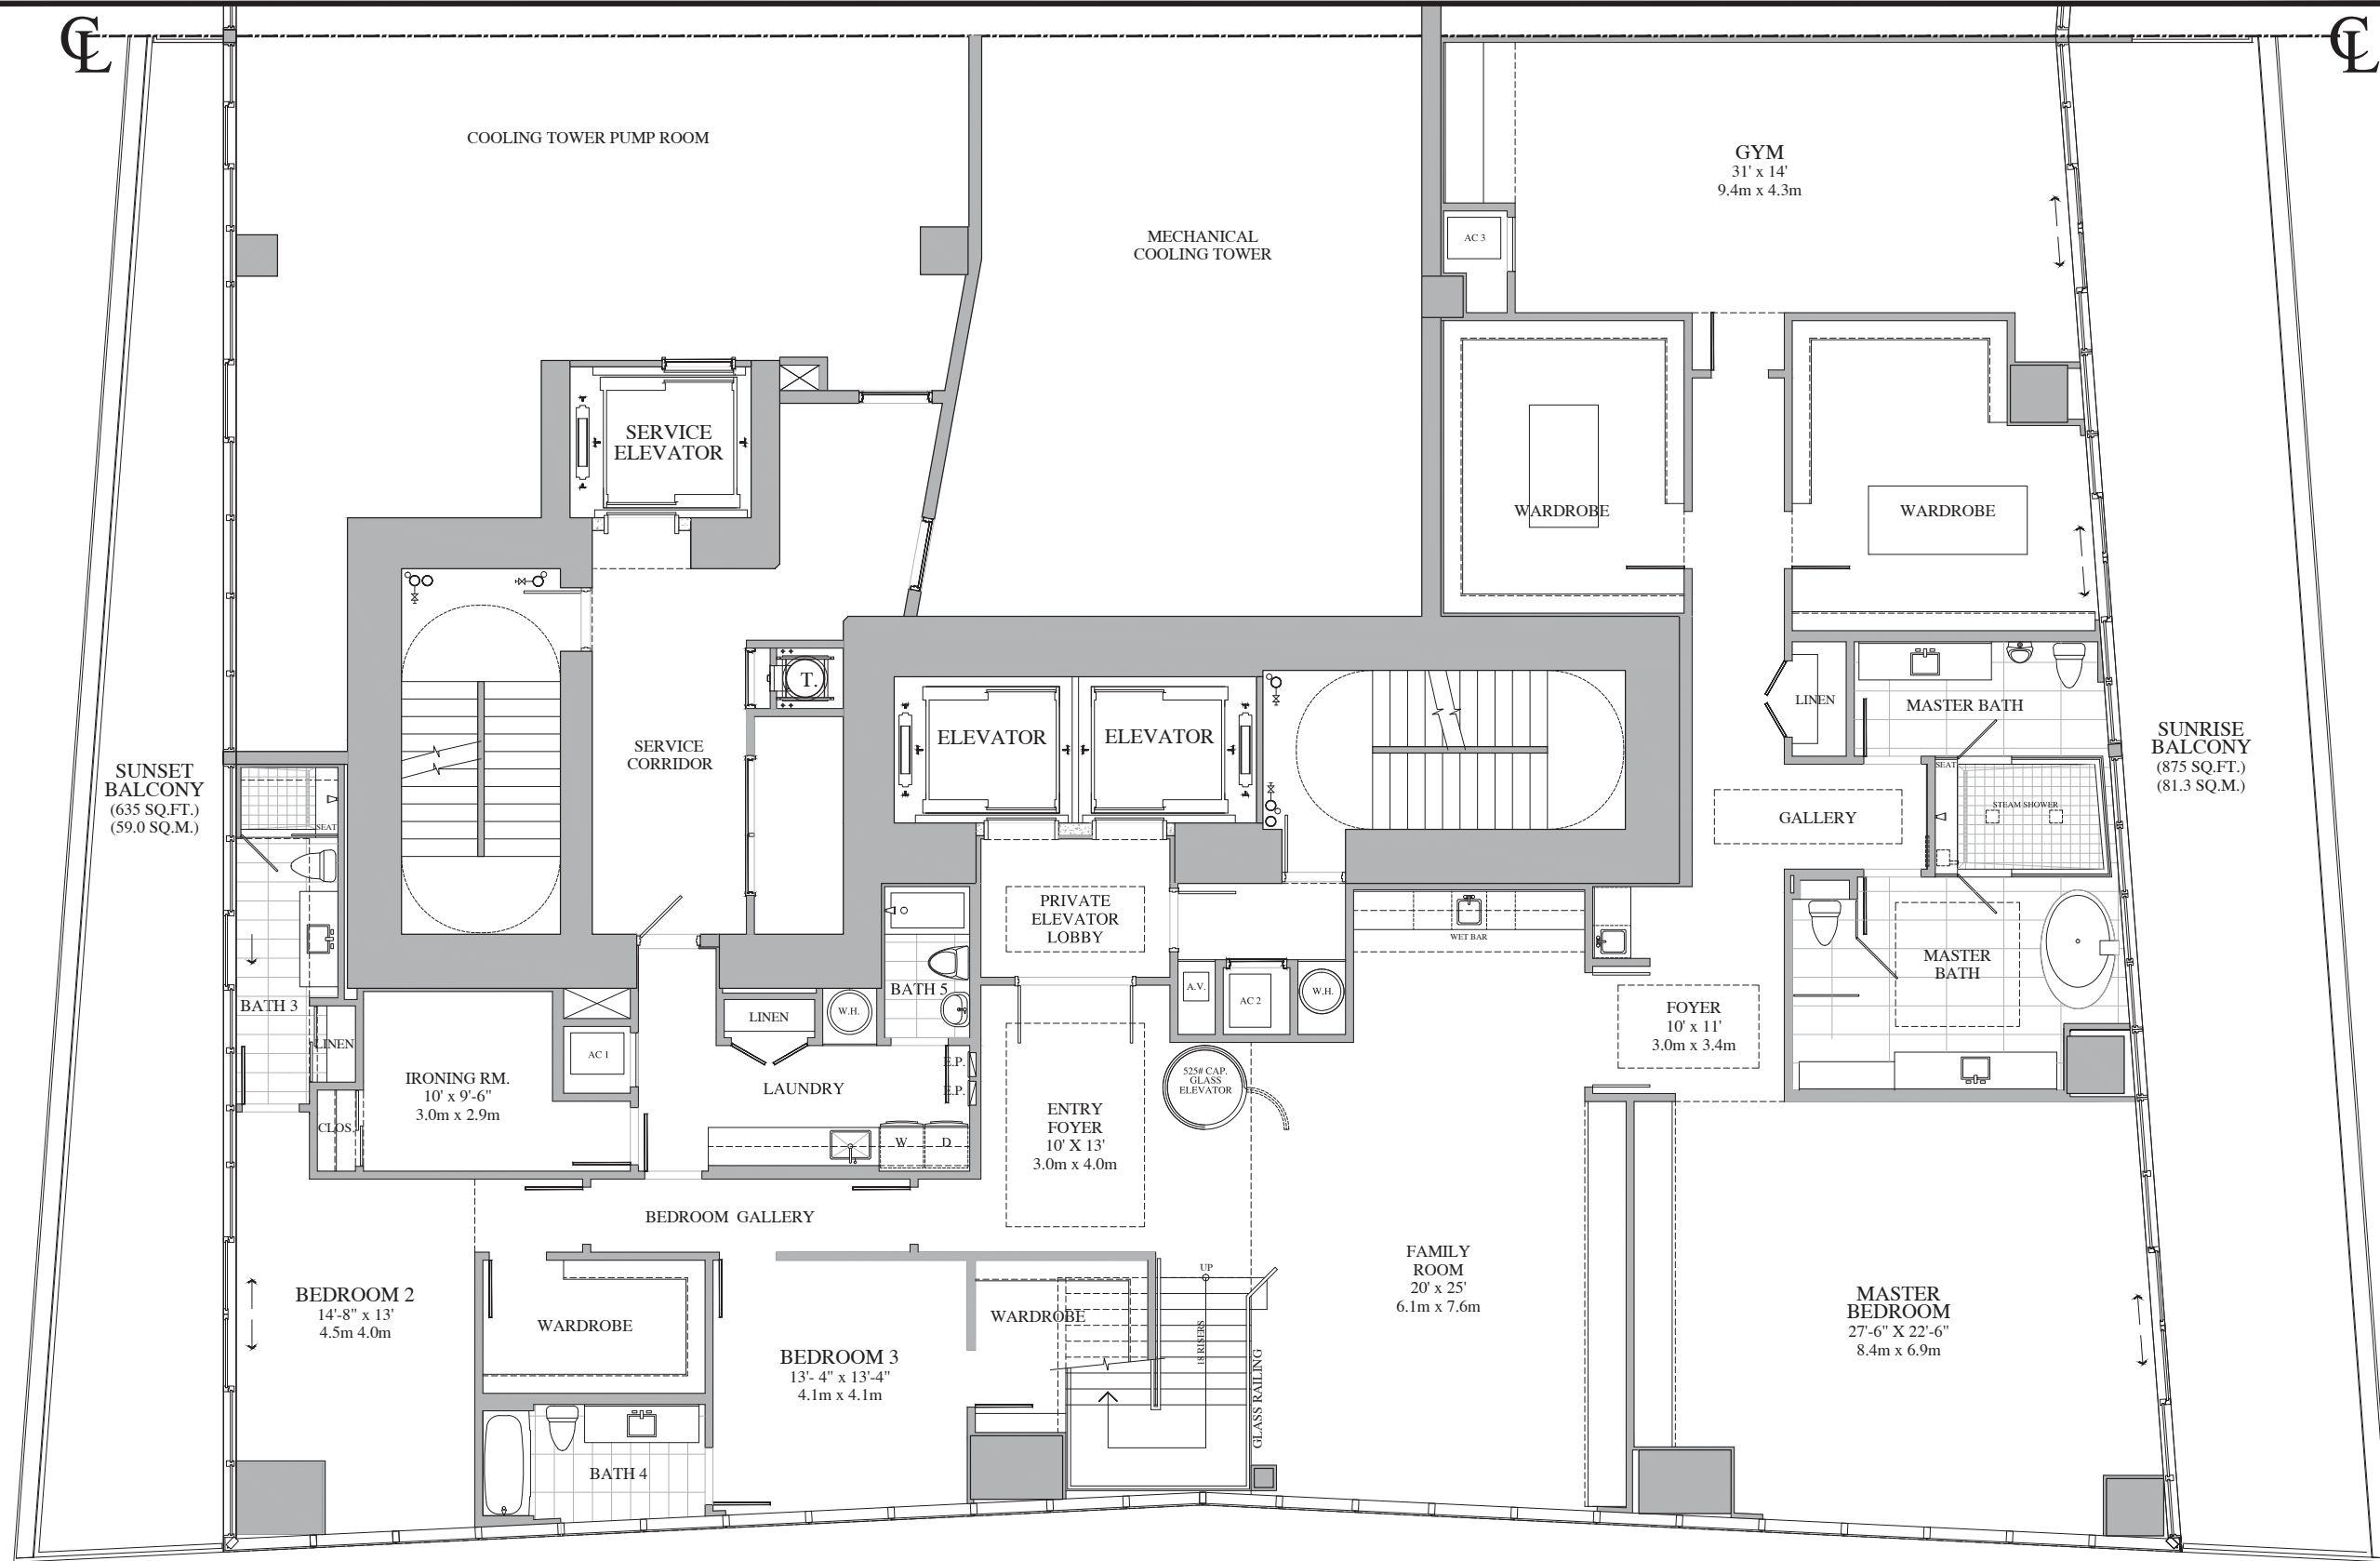 ℄
℄
COOLING TOWER PUMP ROOM
GYM
31' x 14'
9.4m x 4.3m
MECHANICAL
COOLING TOWER
AC 3
SERVICE
ELEVATOR
WARDROBE
WARDROBE
T.
ELEVATOR
ELEVATOR
LINEN
MASTER BATH
SERVICE
CORRIDOR
SUNSET
BALCONY
(635 SQ.FT.)
(59.0 SQ.M.)
SUNRISE
BALCONY
(875 SQ.FT.)
(81.3 SQ.M.)
SEAT
STEAM SHOWER
SEAT
GALLERY
PRIVATE
ELEVATOR
LOBBY
WET BAR
MASTER
BATH
BATH 3
BATH 5
A.V.
AC 2
W.H.
LINEN
W.H.
FOYER
10' x 11'
3.0m x 3.4m
LINEN
AC 1
IRONING RM.
10' x 9'-6"
3.0m x 2.9m
LAUNDRY
E.P.
E.P.
525# CAP.
GLASS
ELEVATOR
CLOS.
ENTRY
FOYER
10' X 13'
3.0m x 4.0m
W
D
BEDROOM GALLERY
FAMILY
ROOM
20' x 25'
6.1m x 7.6m
UP
BEDROOM 2
14'-8" x 13'
4.5m 4.0m
WARDROBE
WARDROBE
18 RISERS
MASTER
BEDROOM
27'-6" X 22'-6"
8.4m x 6.9m
BEDROOM 3
13'- 4" x 13'-4"
4.1m x 4.1m
GLASS RAILING
BATH 4